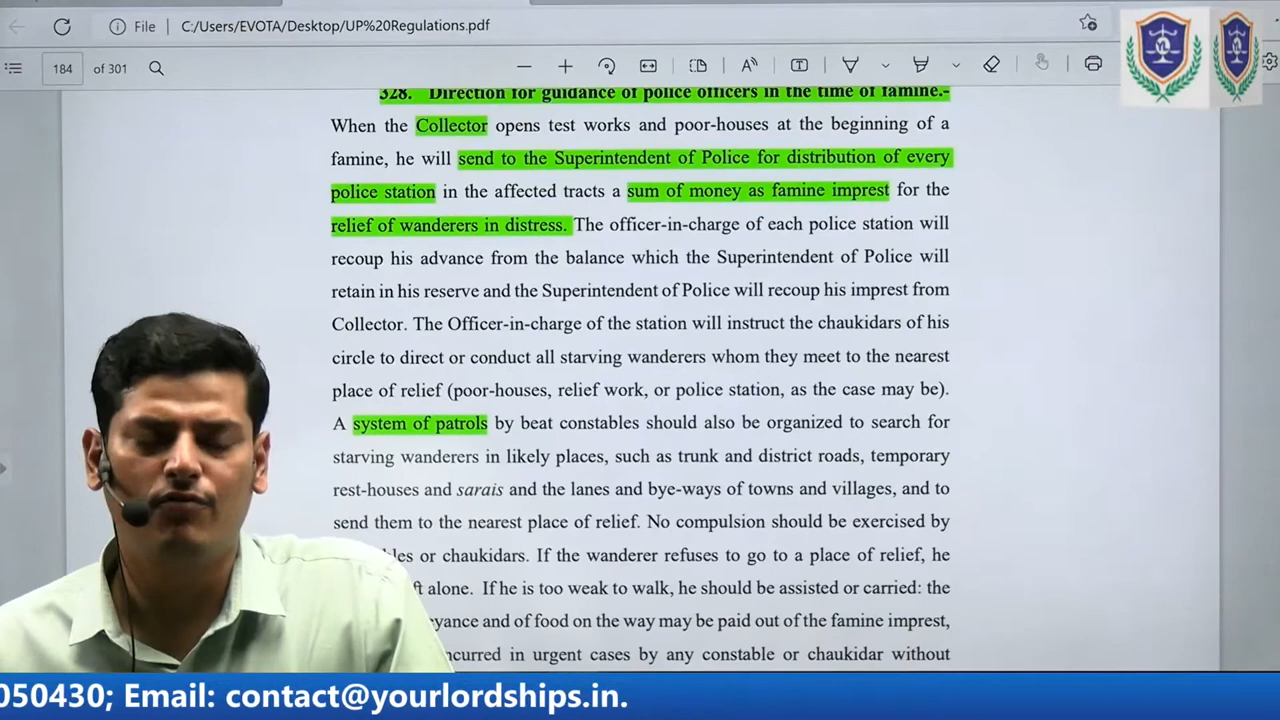 File
C:/Users/EVOTA/Desktop/UP%20Regulations.pdf
184 of 301
328. Direction for guidance of police officers in the time of famine.-
When the Collector opens test works and poor-houses at the beginning of a
famine, he will send to the Superintendent of Police for distribution of every
police station in the affected tracts a sum of money as famine imprest for the
relief of wanderers in distress. The officer-in-charge of each police station will
recoup his advance from the balance which the Superintendent of Police will
retain in his reserve and the Superintendent of Police will recoup his imprest from
Collector. The Officer-in-charge of the station will instruct the chaukidars of his
circle to direct or conduct all starving wanderers whom they meet to the nearest
place of relief (poor-houses, relief work, or police station, as the case may be).
A system of patrols by beat constables should also be organized to search for
starving wanderers in likely places, such as trunk and district roads, temporary
rest-houses and sarais and the lanes and bye-ways of towns and villages, and to
send them to the nearest place of relief. No compulsion should be exercised by
or chaukidars. If the wanderer refuses to go to a place of relief, he
alone. If he is too weak to walk, he should be assisted or carried: the
and of food on the way may be paid out of the famine imprest,
in urgent cases by any constable or chaukidar without
050430; Email: contact@yourlordships.in.